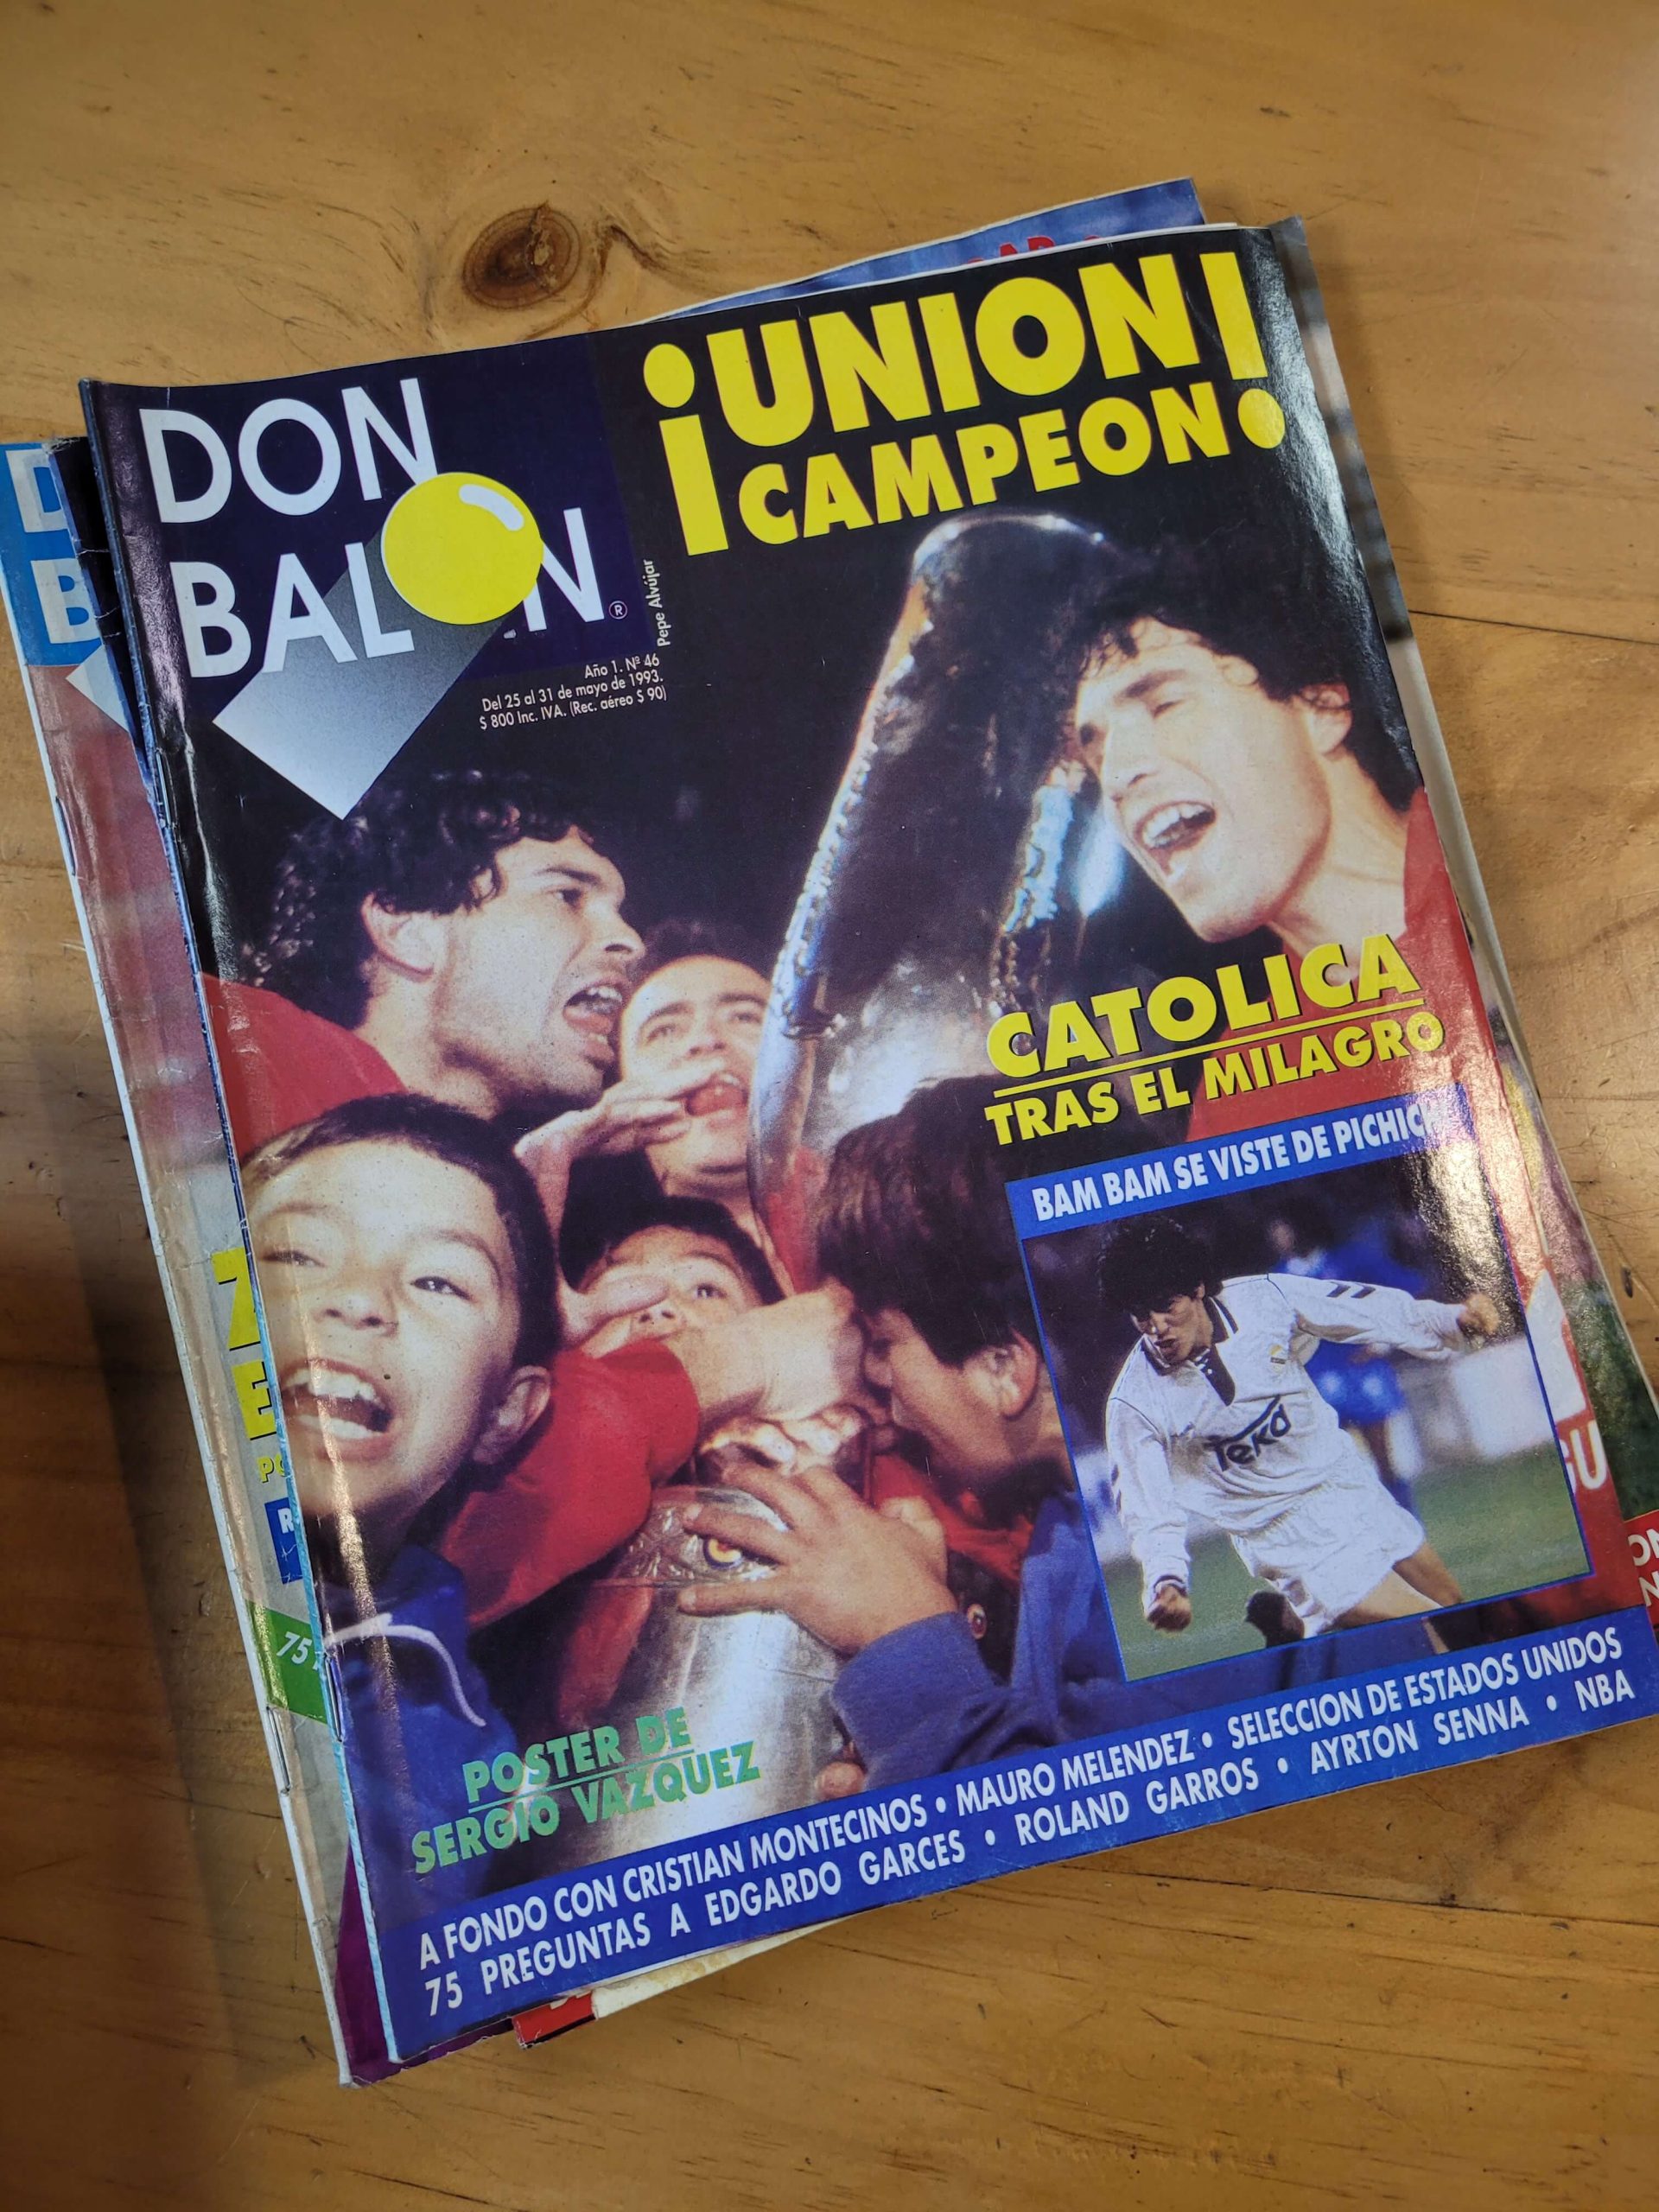 DON
BALON
®
¡UNION!
¡CAMPEON!
Pepe Alvújar
Año 1. Nº 46
Del 25 al 31 de mayo de 1993.
$ 800 Inc. IVA. (Rec. aéreo $ 90)
CATOLICA
TRAS EL MILAGRO
BAM BAM SE VISTE DE PICHICHI
Teka
POSTER DE
SERGIO VAZQUEZ
A FONDO CON CRISTIAN MONTECINOS • MAURO MELENDEZ • SELECCION DE ESTADOS UNIDOS
75 PREGUNTAS A EDGARDO GARCES • ROLAND GARROS • AYRTON SENNA • NBA
D
B
75